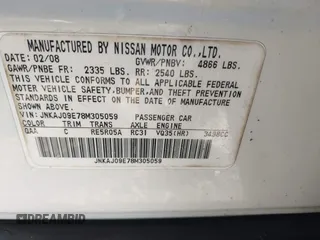 MANUFACTURED BY NISSAN MOTOR CO.,LTD.
DATE: 02/08 GVWR/PNBV: 4866 LBS.
GAWR/PNBE FR: 2335 LBS. RR: 2540 LBS.
THIS VEHICLE CONFORMS TO ALL APPLICABLE FEDERAL
MOTOR VEHICLE SAFETY, BUMPER, AND THEFT PREVENTION
STANDARDS IN EFFECT ON THE DATE OF MANUFACTURE
SHOWN ABOVE.
VIN: JNKAJ09E78M305059 PASSENGER CAR
COLOR TRIM TRANS AXLE ENGINE
QAA C RE5R05A RC31 VQ35(HR) 3498CC
JNKAJ09E78M305059
DREAMBID